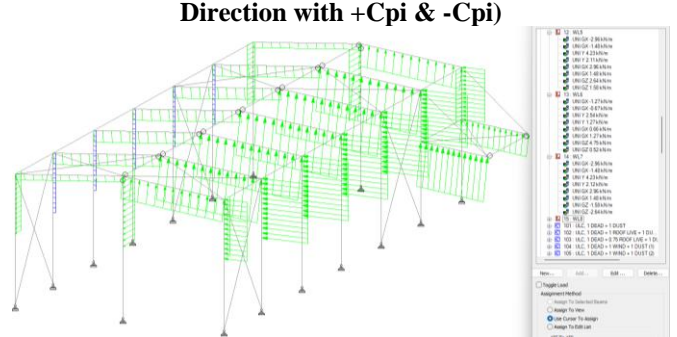 Direction with +Cpi & -Cpi)
12 : WL5
UNI GX -2.96 kN/m
UNI GX -1.40 kN/m
UNI Y 4.23 kN/m
UNI Y 2.11 kN/m
UNI GX 2.96 kN/m
UNI GX 1.40 kN/m
UNI GZ 2.64 kN/m
UNI GZ 1.50 kN/m
13 : WL6
UNI GX -1.27 kN/m
UNI GX -0.67 kN/m
UNI Y 2.54 kN/m
UNI Y 1.27 kN/m
UNI GX 0.60 kN/m
UNI GX 1.27 kN/m
UNI GZ 4.75 kN/m
UNI GZ 0.52 kN/m
14 : WL7
UNI GX -2.96 kN/m
UNI GX -1.40 kN/m
UNI Y 4.23 kN/m
UNI Y 2.12 kN/m
UNI GX 2.96 kN/m
UNI GX 1.40 kN/m
UNI GZ -1.50 kN/m
UNI GZ -2.64 kN/m
15 : WL8
101 : ULC, 1 DEAD + 1 DUST
102 : ULC, 1 DEAD + 1 ROOF LIVE + 1 DU...
103 : ULC, 1 DEAD + 0.75 ROOF LIVE + 1 D...
104 : ULC, 1 DEAD + 1 WIND + 1 DUST (1)
105 : ULC, 1 DEAD + 1 WIND + 1 DUST (2)
New... Add... Edit ... Delete...
Toggle Load
Assignment Method
Assign To Selected Beams
Assign To View
Use Cursor To Assign
Assign To Edit List